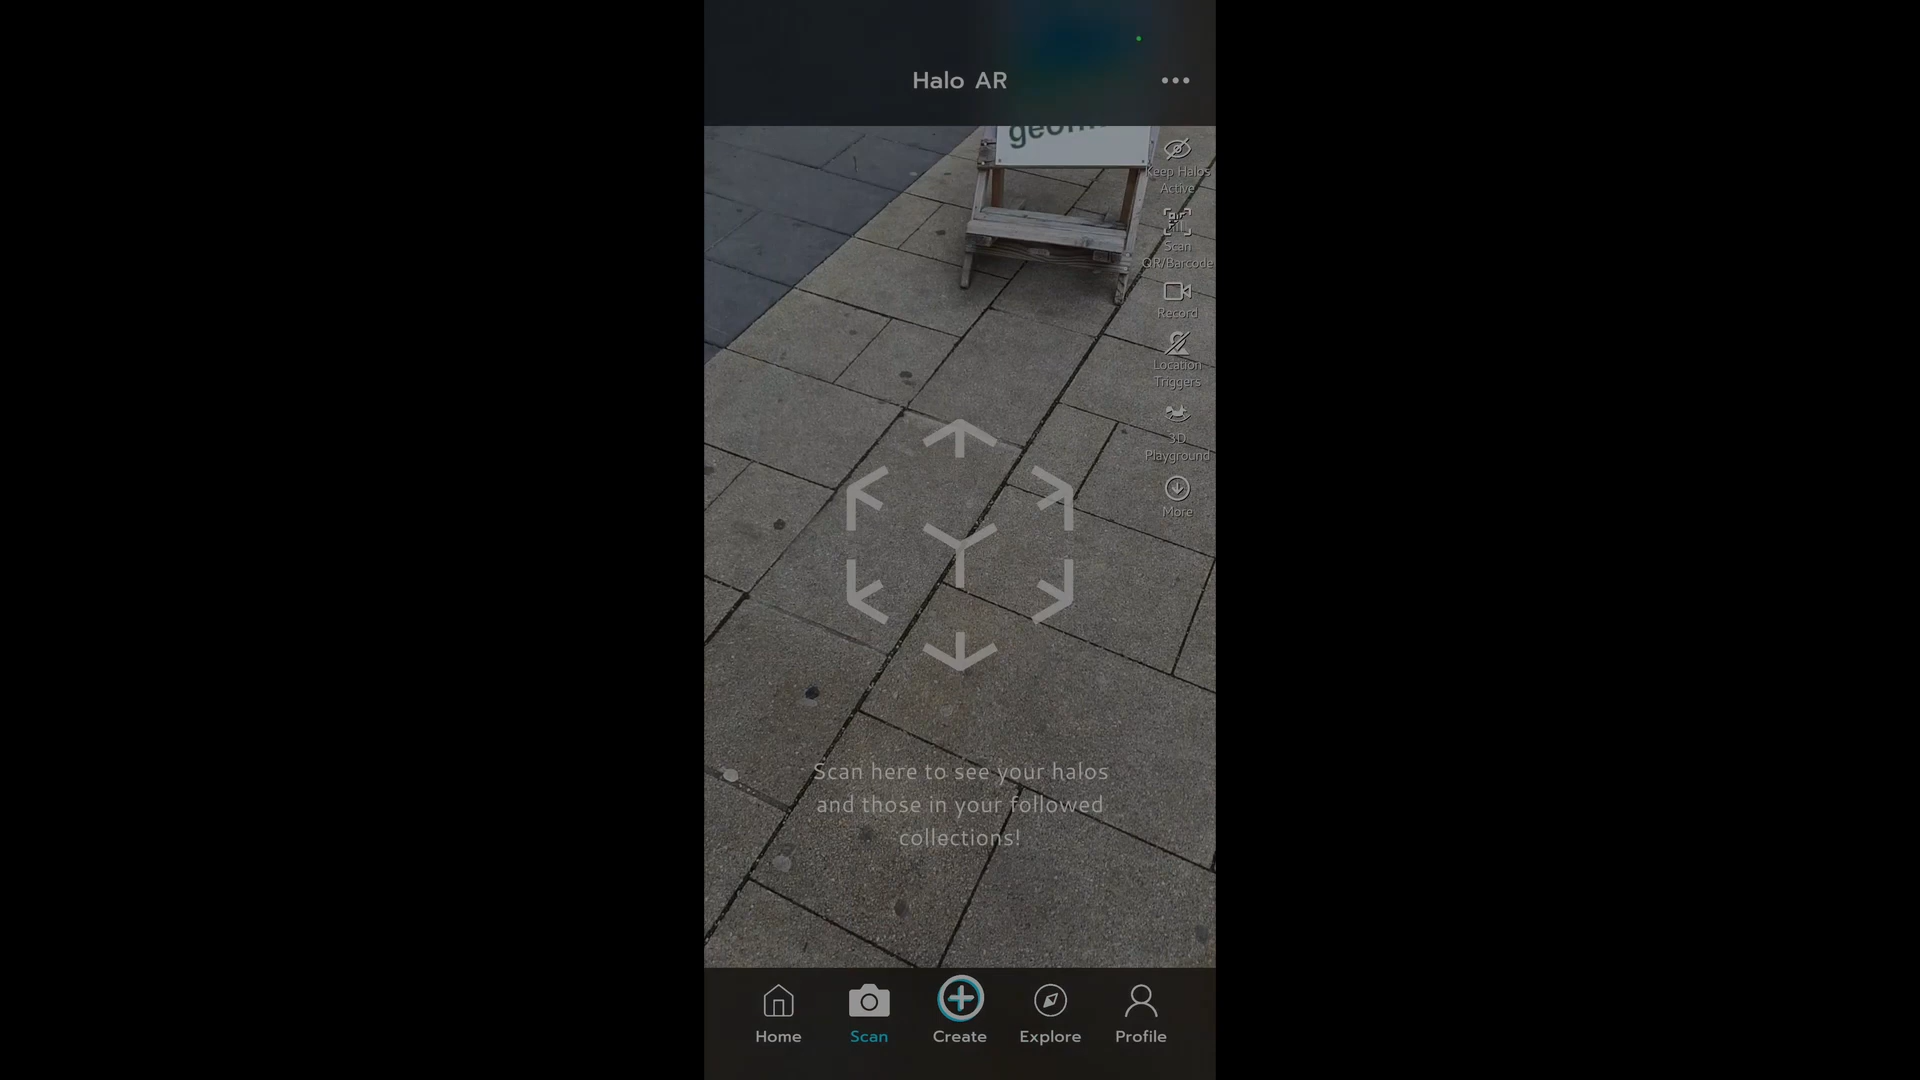 Halo AR
Keep Halos
Active
Scan
QR/Barcode
Record
Location
Triggers
3D
Playground
More
Scan here to see your halos
and those in your followed
collections!
Home
Scan
Create
Explore
Profile